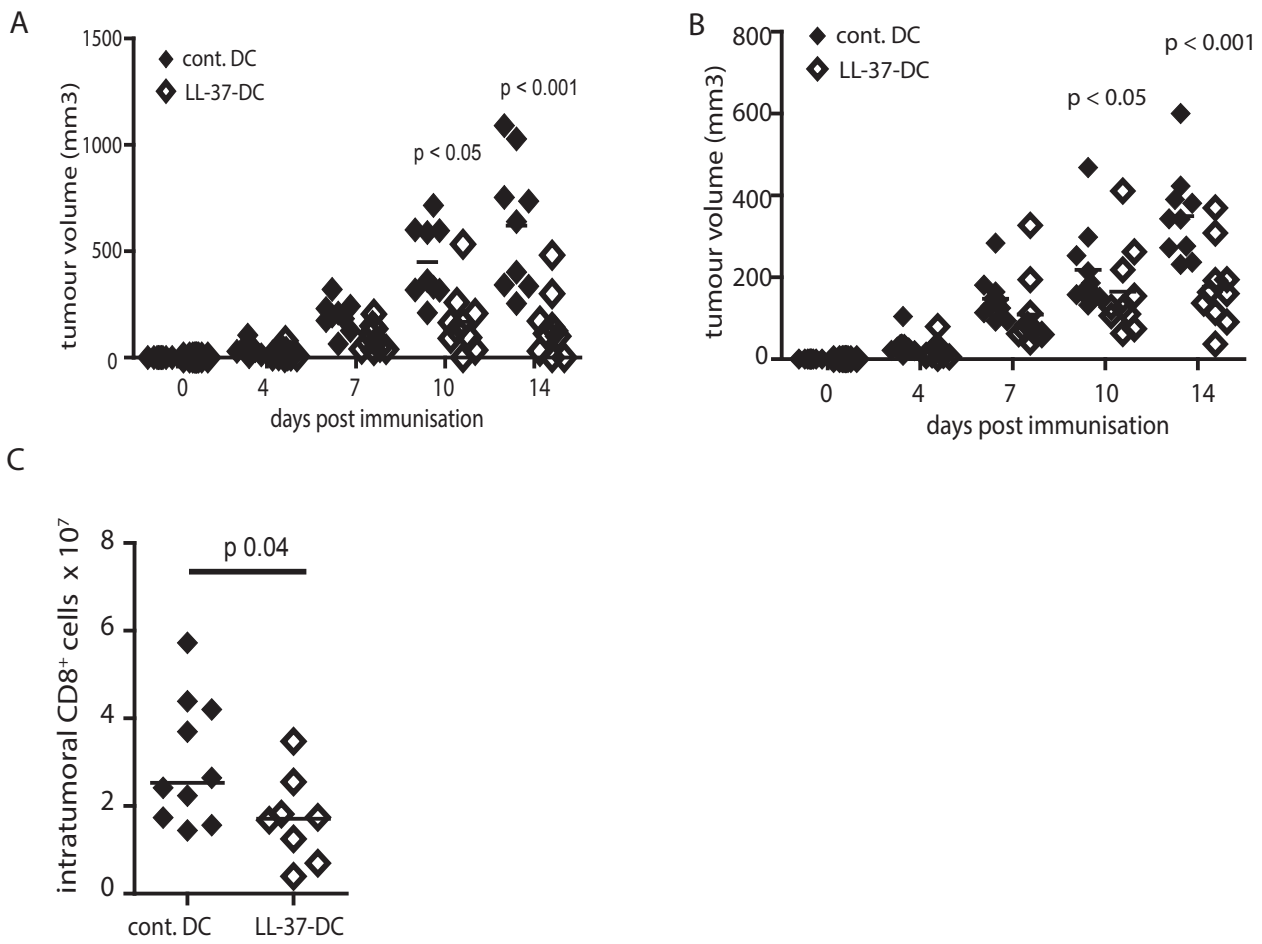 A
tumour volume (mm3)
1500
1000
500
0
cont. DC
LL-37-DC
p < 0.05
p < 0.001
0 4 7 10 14
days post immunisation
B
tumour volume (mm3)
800
600
400
200
0
cont. DC
LL-37-DC
p < 0.05
p < 0.001
0 4 7 10 14
days post immunisation
C
intratumoral CD8⁺ cells x 10⁷
8
6
4
2
0
p 0.04
cont. DC LL-37-DC